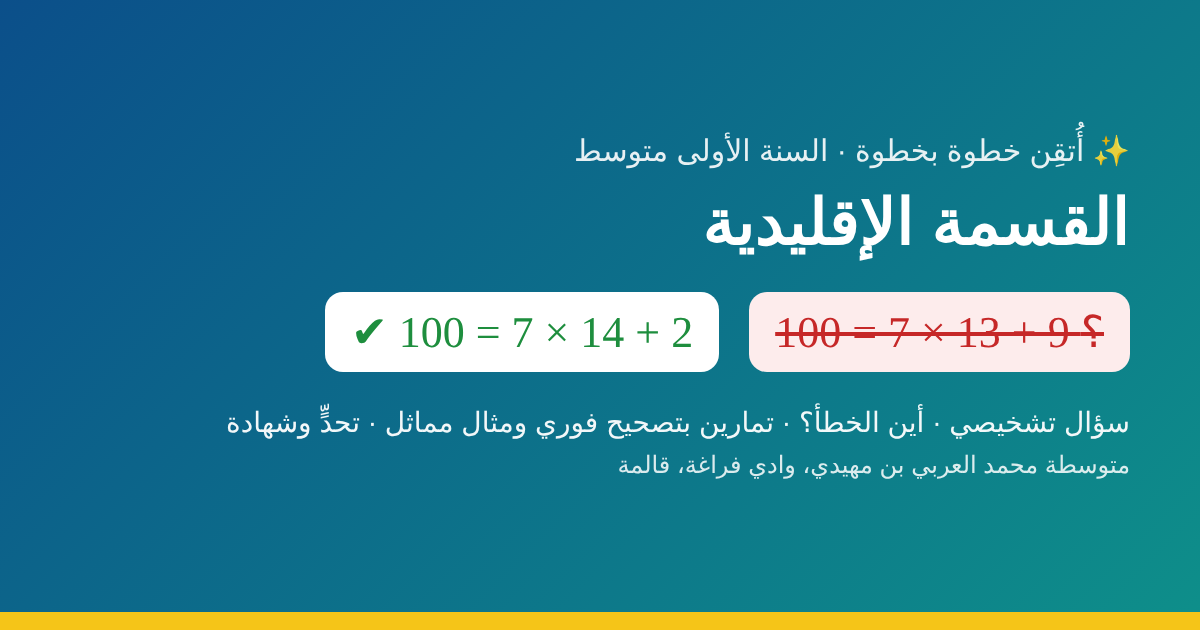 ✨ أُتقِن خطوة بخطوة · السنة الأولى متوسط
القسمة الإقليدية
100 = 7 × 13 + 9 ؟
100 = 7 × 14 + 2 ✔
سؤال تشخيصي · أين الخطأ؟ · تمارين بتصحيح فوري ومثال مماثل · تحدٍّ وشهادة
متوسطة محمد العربي بن مهيدي، وادي فراغة، قالمة